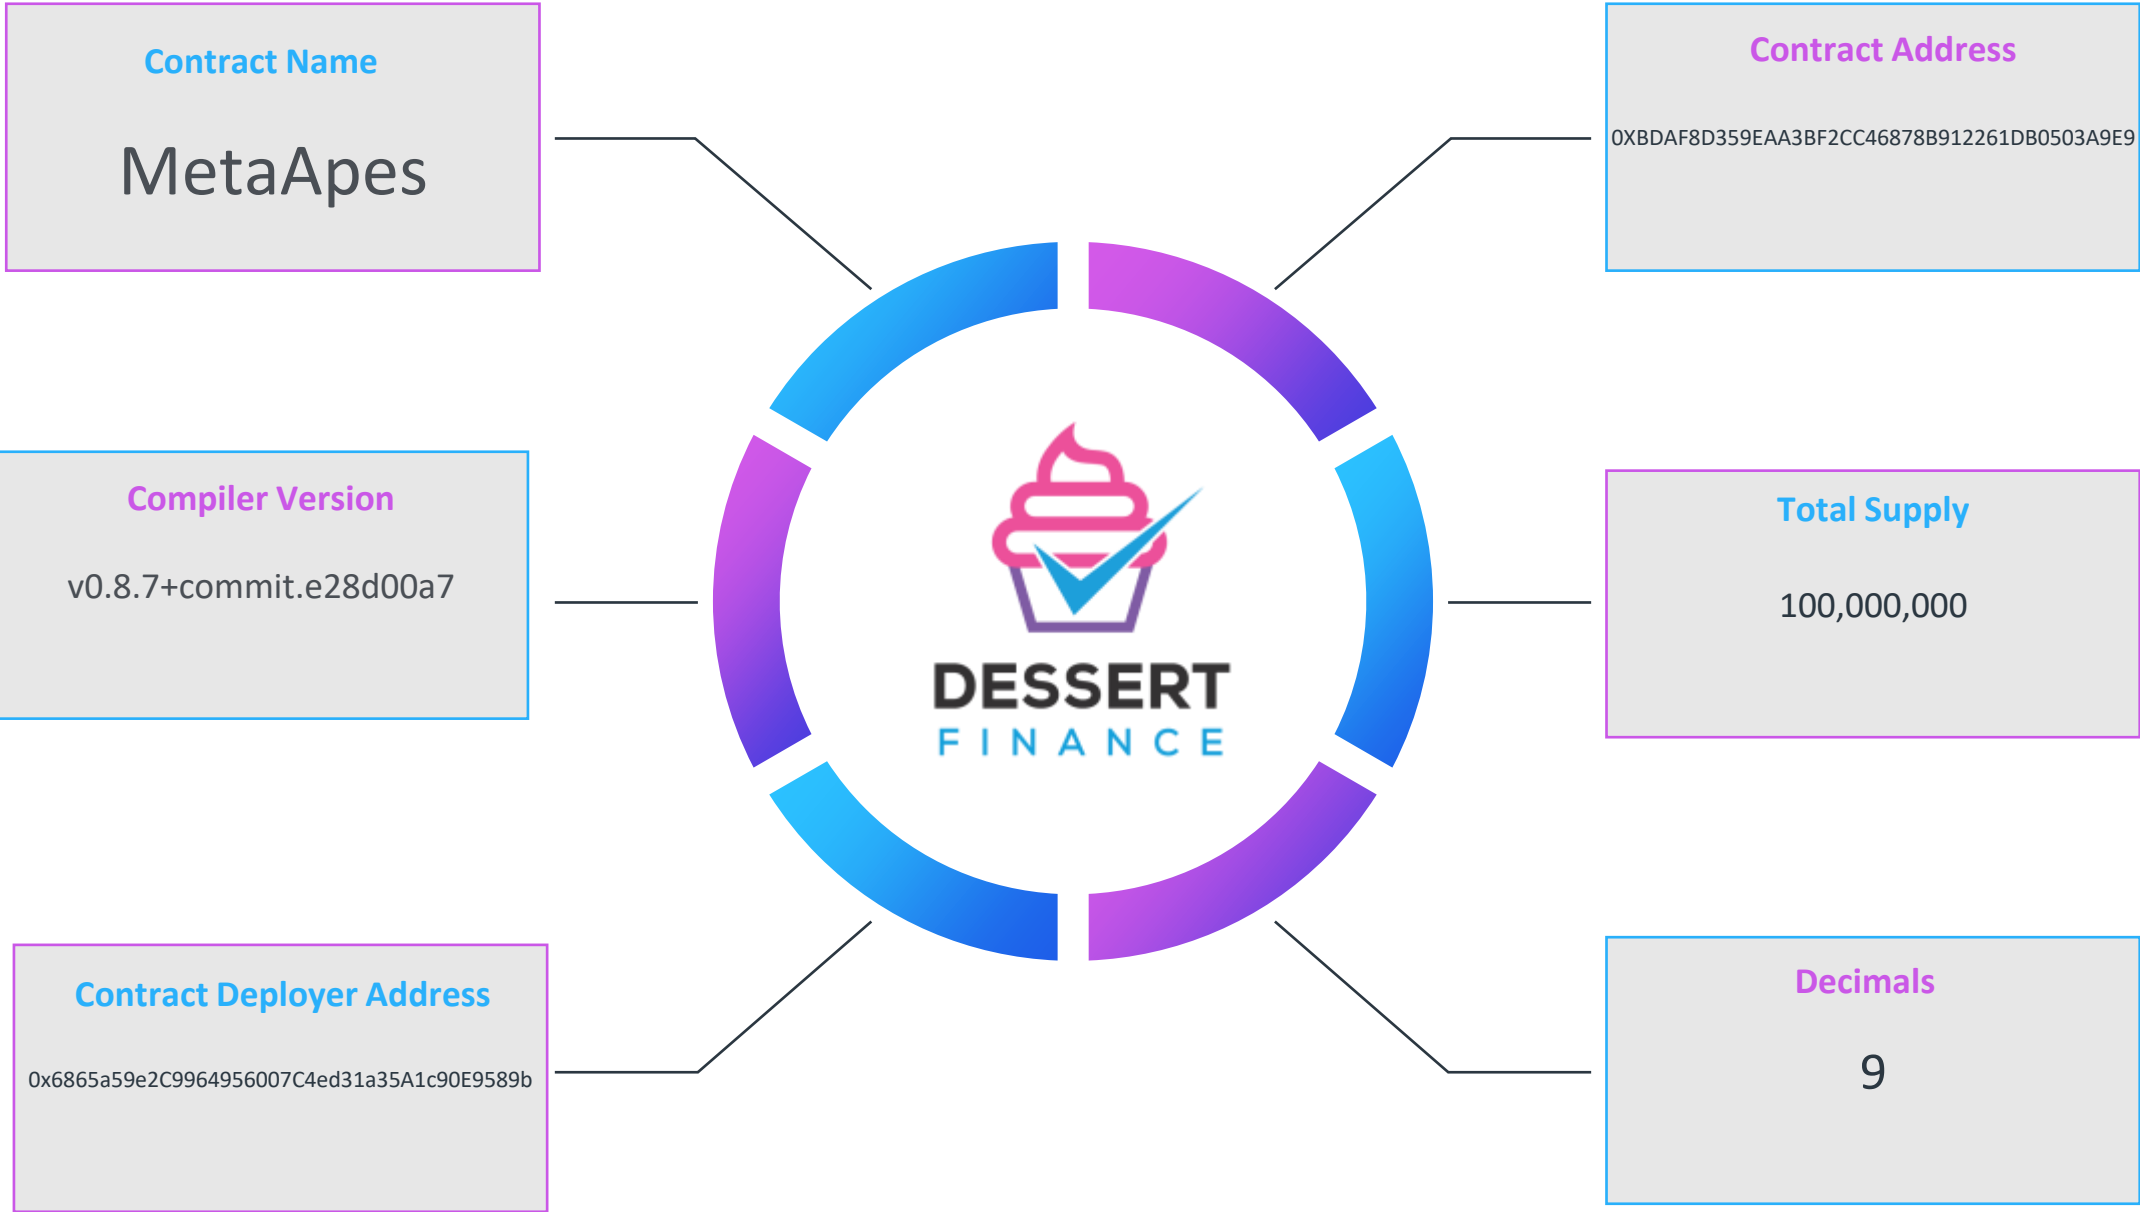 Contract Name
MetaApes
Contract Address
0XBDAF8D359EAA3BF2CC46878B912261DB0503A9E9
Compiler Version
v0.8.7+commit.e28d00a7
DESSERT
FINANCE
Total Supply
100,000,000
Contract Deployer Address
0x6865a59e2C9964956007C4ed31a35A1c90E9589b
Decimals
9